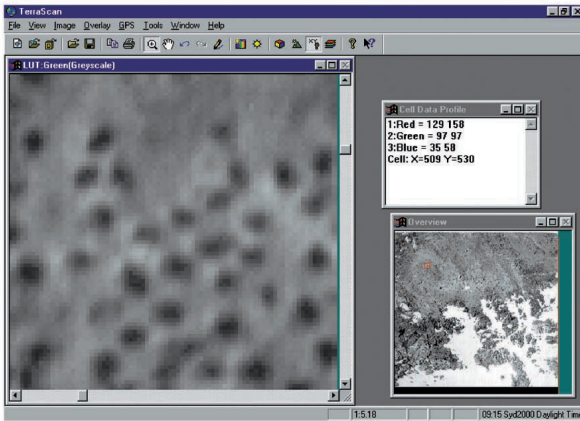 TerraScan
File View Image Overlay GPS Tools Window Help
LUT:Green(Greyscale)
Cell Data Profile
1:Red = 129 158
2:Green = 97 97
3:Blue = 35 58
Cell: X=509 Y=530
Overview
1:5.18
09:15 Syd2000 Daylight Time